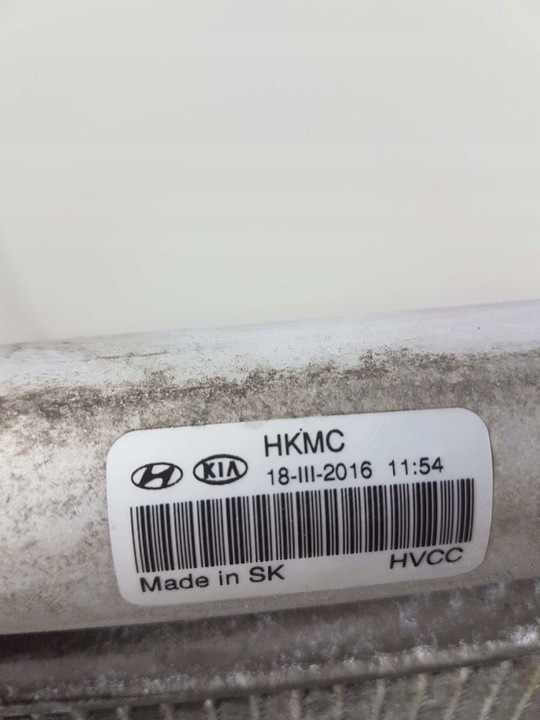 HKMC
KIA 18-III-2016 11:54
Made in SK HVCC